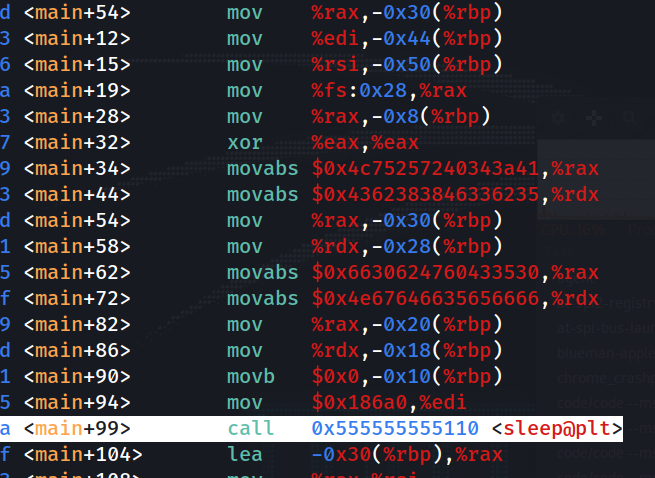 d <main+54> mov %rax,-0x30(%rbp)
3 <main+12> mov %edi,-0x44(%rbp)
6 <main+15> mov %rsi,-0x50(%rbp)
a <main+19> mov %fs:0x28,%rax
3 <main+28> mov %rax,-0x8(%rbp)
7 <main+32> xor %eax,%eax
9 <main+34> movabs $0x4c75257240343a41,%rax
3 <main+44> movabs $0x4362383846336235,%rdx
d <main+54> mov %rax,-0x30(%rbp)
1 <main+58> mov %rdx,-0x28(%rbp)
5 <main+62> movabs $0x6630624760433530,%rax
f <main+72> movabs $0x4e67646635656666,%rdx
9 <main+82> mov %rax,-0x20(%rbp)
d <main+86> mov %rdx,-0x18(%rbp)
1 <main+90> movb $0x0,-0x10(%rbp)
5 <main+94> mov $0x186a0,%edi
a <main+99> call 0x555555555110 <sleep@plt>
f <main+104> lea -0x30(%rbp),%rax